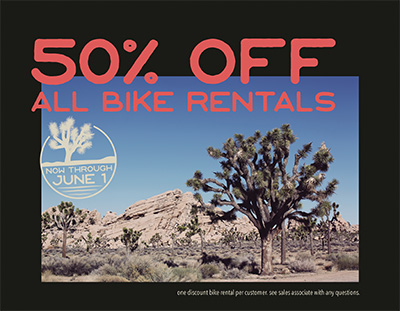 50% OFF
ALL BIKE RENTALS
NOW THROUGH
JUNE 1
one discount bike rental per customer. see sales associate with any questions.